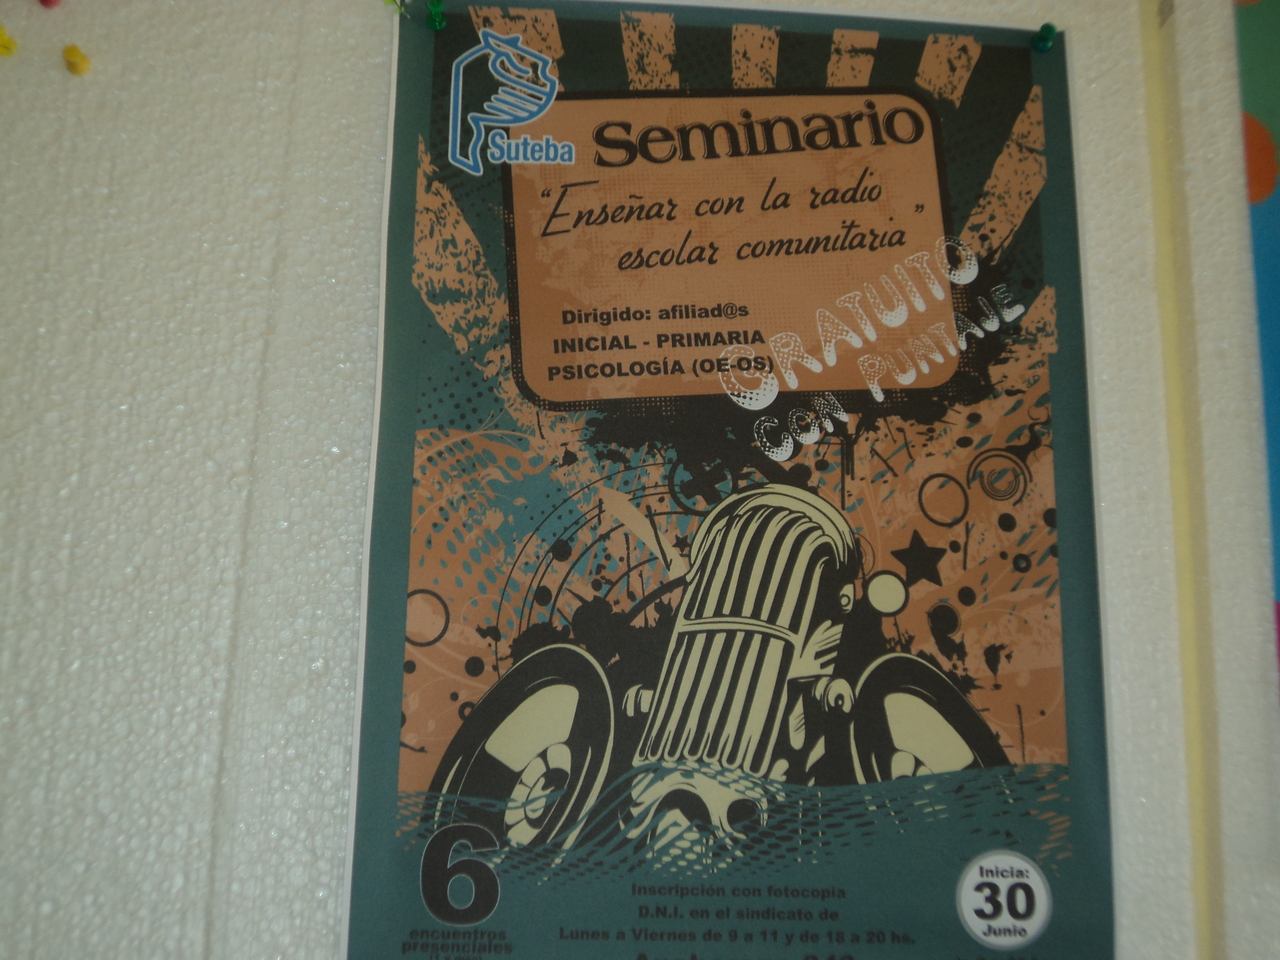 Suteba
Seminario
"Enseñar con la radio
escolar comunitaria"
Dirigido: afiliad@s
INICIAL - PRIMARIA
PSICOLOGÍA (OE-OS)
GRATUITO
CON PUNTAJE
6
encuentros
presenciales
Inscripción con fotocopia
D.N.I. en el sindicato de
Lunes a Viernes de 9 a 11 y de 18 a 20 hs.
Inicia:
30
Junio